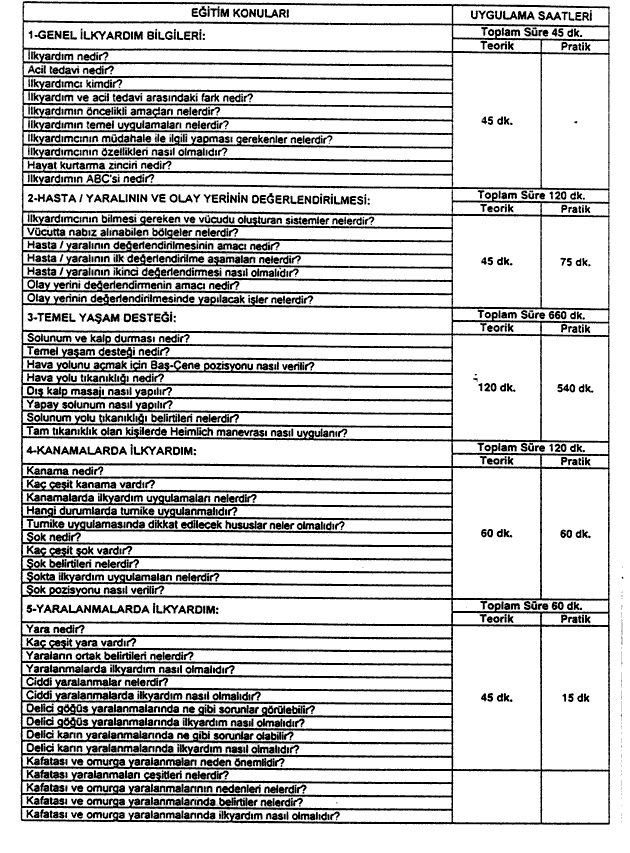 EĞİTİM KONULARI
UYGULAMA SAATLERİ
1-GENEL İLKYARDIM BİLGİLERİ:
Toplam Süre 45 dk.
Teorik Pratik
İlkyardım nedir?
Acil tedavi nedir?
İlkyardımcı kimdir?
İlkyardım ve acil tedavi arasındaki fark nedir?
İlkyardımın öncelikli amaçları nelerdir?
İlkyardımın temel uygulamaları nelerdir?
İlkyardımcının müdahale ile ilgili yapması gerekenler nelerdir?
İlkyardımcının özellikleri nasıl olmalıdır?
Hayat kurtarma zinciri nedir?
İlkyardımın ABC'si nedir?
45 dk. -
2-HASTA / YARALININ VE OLAY YERİNİN DEĞERLENDİRİLMESİ:
Toplam Süre 120 dk.
Teorik Pratik
İlkyardımcının bilmesi gereken ve vücudu oluşturan sistemler nelerdir?
Vücutta nabız alınabilen bölgeler nelerdir?
Hasta / yaralının değerlendirilmesinin amacı nedir?
Hasta / yaralının ilk değerlendirilme aşamaları nelerdir?
Hasta / yaralının ikinci değerlendirmesi nasıl olmalıdır?
Olay yerini değerlendirmenin amacı nedir?
Olay yerinin değerlendirilmesinde yapılacak işler nelerdir?
45 dk. 75 dk.
3-TEMEL YAŞAM DESTEĞİ:
Toplam Süre 660 dk.
Teorik Pratik
Solunum ve kalp durması nedir?
Temel yaşam desteği nedir?
Hava yolunu açmak için Baş-Çene pozisyonu nasıl verilir?
Hava yolu tıkanıklığı nedir?
Dış kalp masajı nasıl yapılır?
Yapay solunum nasıl yapılır?
Solunum yolu tıkanıklığı belirtileri nelerdir?
Tam tıkanıklık olan kişilerde Heimlich manevrası nasıl uygulanır?
120 dk. 540 dk.
4-KANAMALARDA İLKYARDIM:
Toplam Süre 120 dk.
Teorik Pratik
Kanama nedir?
Kaç çeşit kanama vardır?
Kanamalarda ilkyardım uygulamaları nelerdir?
Hangi durumlarda turnike uygulanmalıdır?
Turnike uygulamasında dikkat edilecek hususlar neler olmalıdır?
Şok nedir?
Kaç çeşit şok vardır?
Şok belirtileri nelerdir?
Şokta ilkyardım uygulamaları nelerdir?
Şok pozisyonu nasıl verilir?
60 dk. 60 dk.
5-YARALANMALARDA İLKYARDIM:
Toplam Süre 60 dk.
Teorik Pratik
Yara nedir?
Kaç çeşit yara vardır?
Yaraların ortak belirtileri nelerdir?
Yaralanmalarda ilkyardım nasıl olmalıdır?
Ciddi yaralanmalar nelerdir?
Ciddi yaralanmalarda ilkyardım nasıl olmalıdır?
Delici göğüs yaralanmalarında ne gibi sorunlar görülebilir?
Delici göğüs yaralanmalarında ilkyardım nasıl olmalıdır?
Delici karın yaralanmalarında ne gibi sorunlar olabilir?
Delici karın yaralanmalarında ilkyardım nasıl olmalıdır?
Kafatası ve omurga yaralanmaları neden önemlidir?
45 dk. 15 dk
Kafatası yaralanmaları çeşitleri nelerdir?
Kafatası ve omurga yaralanmalarının nedenleri nelerdir?
Kafatası ve omurga yaralanmalarında belirtiler nelerdir?
Kafatası ve omurga yaralanmalarında ilkyardım nasıl olmalıdır?